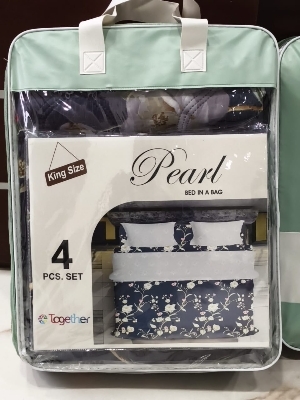 King Size
Pearl
BED IN A BAG
4
PCS. SET
Together